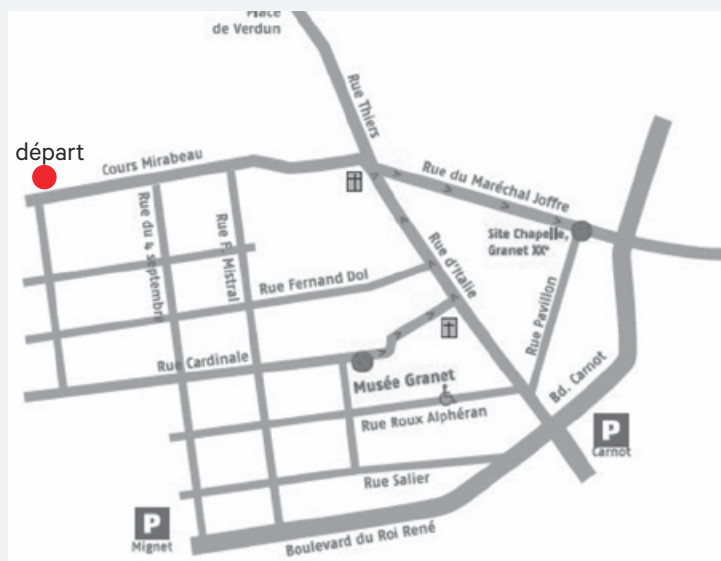 Place
de Verdun
Rue Thiers
départ
Cours Mirabeau
Rue du Maréchal Joffre
Rue du 4 septembre
Rue F. Mistral
Site Chapelle,
Granet XXᵉ
Rue d'Italie
Rue Fernand Dol
Rue Pavillon
Rue Cardinale
Musée Granet
Bd. Carnot
Rue Roux Alphéran
P
Carnot
Rue Salier
P
Mignet
Boulevard du Roi René